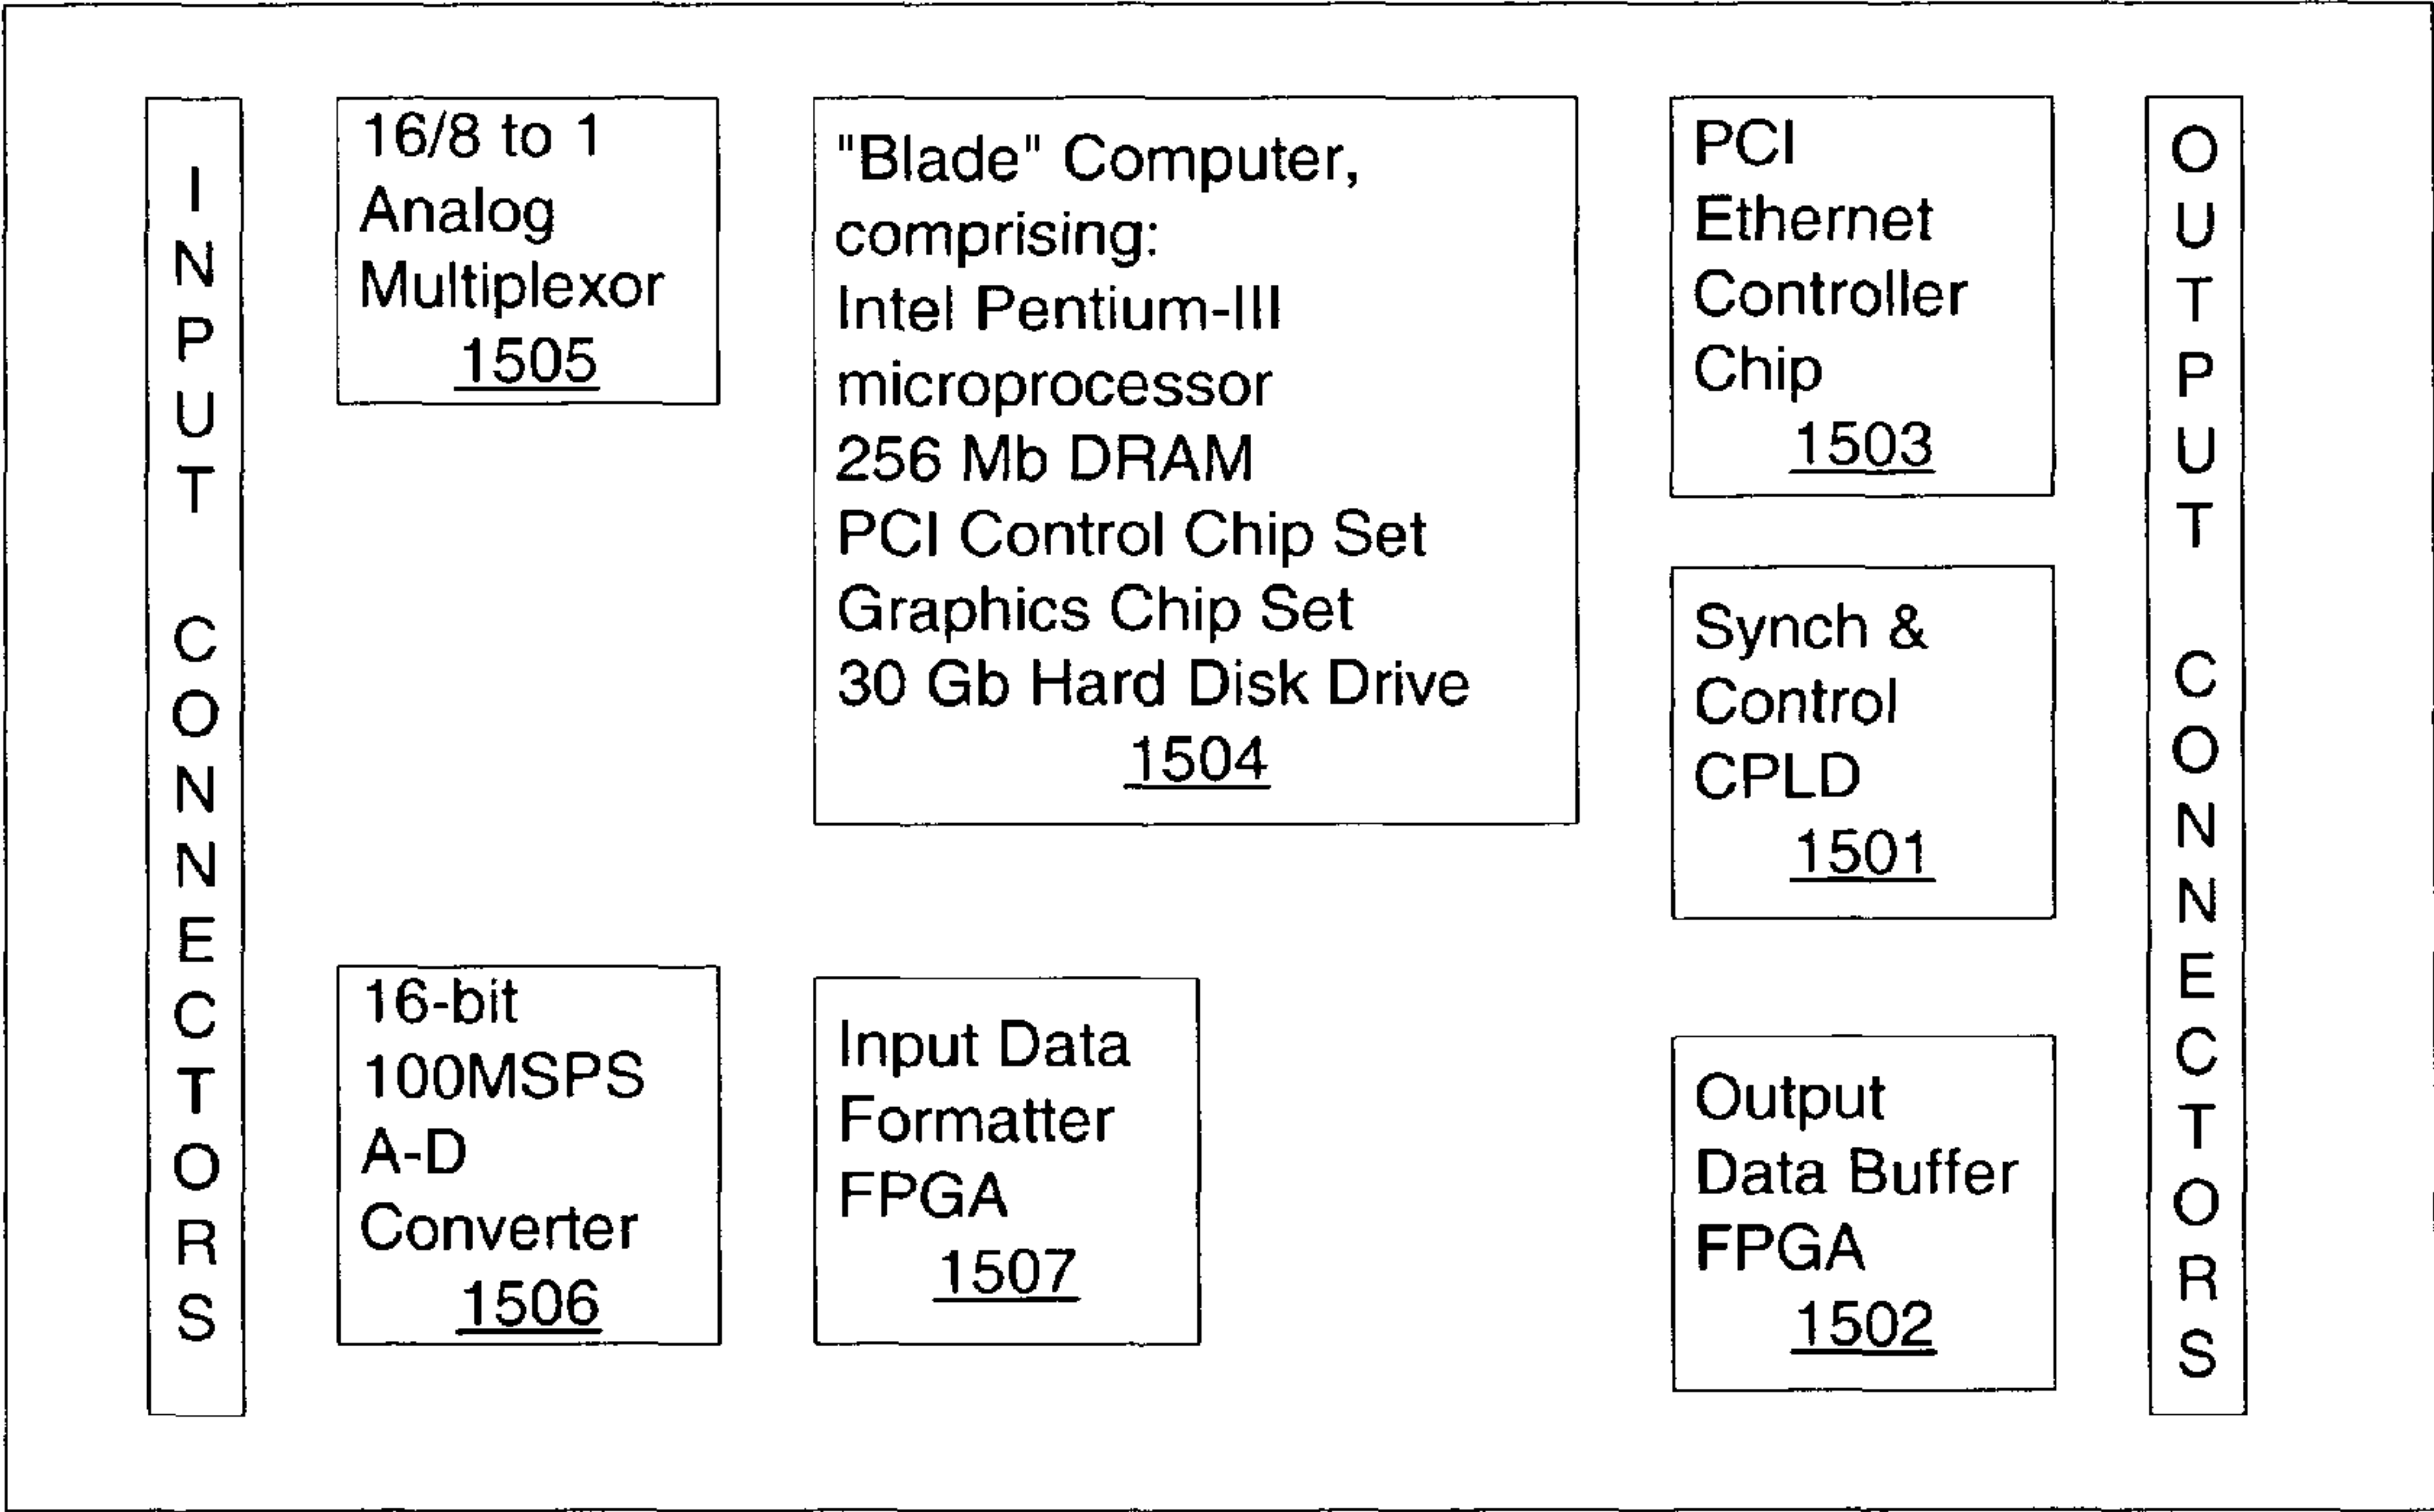 INPUT CONNECTORS
16/8 to 1
Analog
Multiplexor
1505
"Blade" Computer,
comprising:
Intel Pentium-III
microprocessor
256 Mb DRAM
PCI Control Chip Set
Graphics Chip Set
30 Gb Hard Disk Drive
1504
PCI
Ethernet
Controller
Chip
1503
Synch &
Control
CPLD
1501
16-bit
100MSPS
A-D
Converter
1506
Input Data
Formatter
FPGA
1507
Output
Data Buffer
FPGA
1502
OUTPUT CONNECTORS